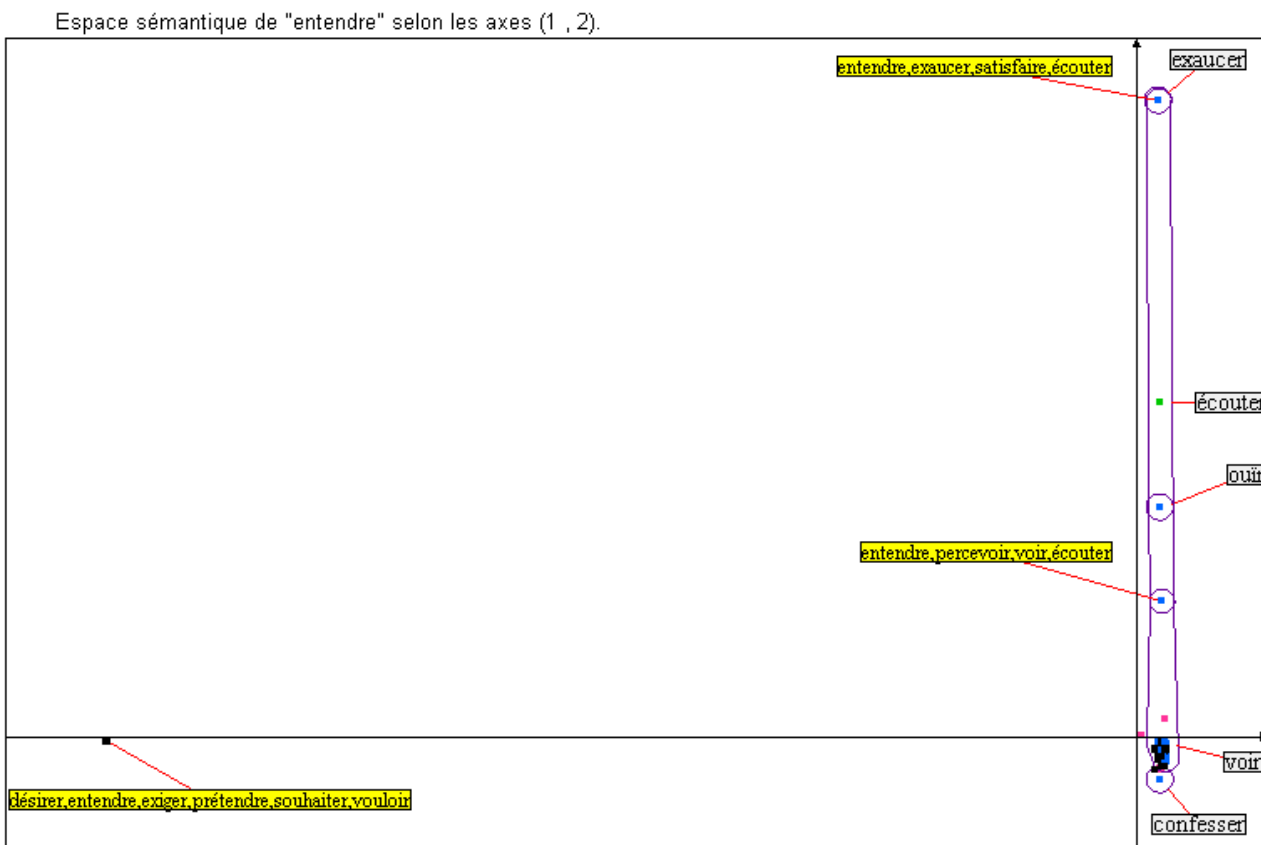 Espace sémantique de "entendre" selon les axes (1 , 2).
exaucer
entendre,exaucer,satisfaire,écouter
écouter
ouïr
entendre,percevoir,voir,écouter
voir
désirer,entendre,exiger,prétendre,souhaiter,vouloir
confesser